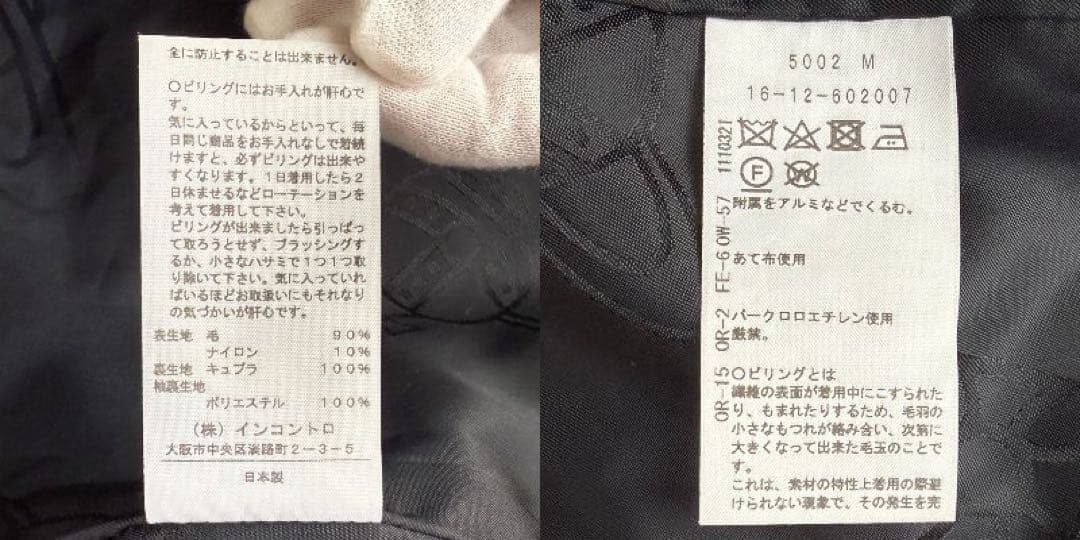 全に防止することは出来ません。
〇ピリングにはお手入れが肝心で
す。
気に入っているからといって、毎
日同じ商品をお手入れなしで着続
けますと、必ずピリングは出来や
すくなります。1日着用したら2
日休ませるなどローテーションを
考えて着用して下さい。
ピリングが出来ましたら引っぱっ
て取ろうとせず、ブラッシングす
るか、小さなハサミで1つ1つ取
り除いて下さい。気に入っていれ
ばいるほどお取扱いにもそれなり
の気づかいが肝心です。
表生地 毛 90%
ナイロン 10%
裏生地 キュプラ 100%
袖裏生地
ポリエステル 100%
(株)インコントロ
大阪市中央区淡路町2-3-5
日本製
5002 M
16-12-602007
F
W
附属をアルミなどでくるむ。
あて布使用
パークロロエチレン使用
厳禁。
〇ピリングとは
繊維の表面が着用中にこすられた
り、もまれたりするため、毛羽の
小さなもつれが絡み合い、次第に
大きくなって出来た毛玉のことで
す。
これは、素材の特性上着用の際避
けられない現象で、その発生を完
OR-15 OR-2 FE-6 OW-57 1110321